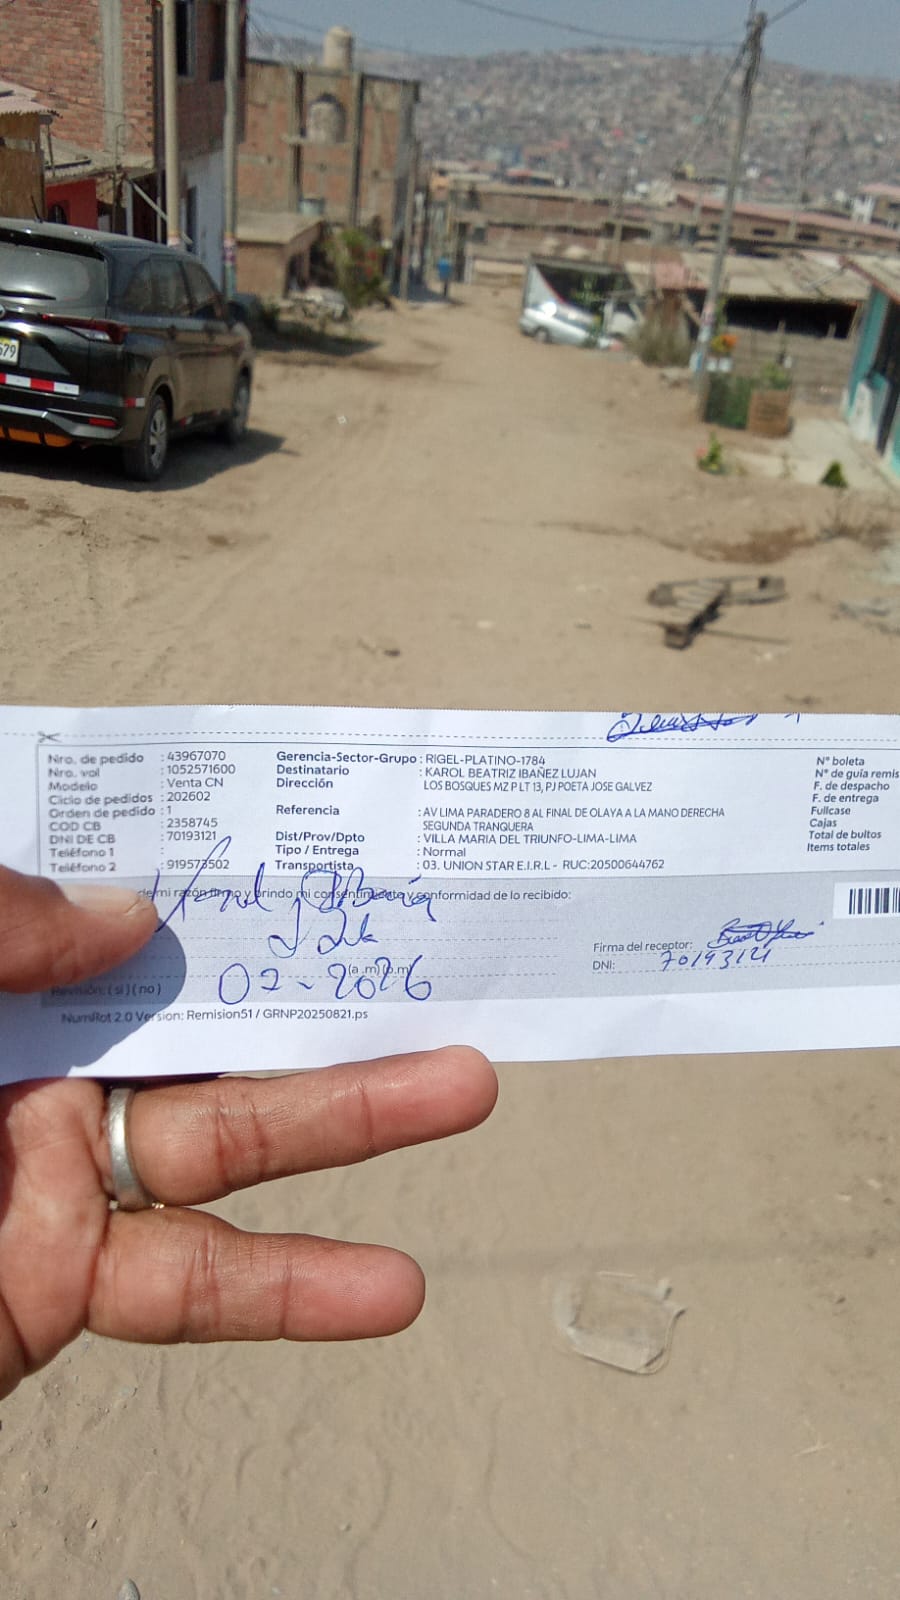 679
Nro. de pedido : 43967070
Nro. vol : 1052571600
Modelo : Venta CN
Ciclo de pedidos : 202602
Orden de pedido : 1
COD CB : 2358745
DNI DE CB : 70193121
Teléfono 1 :
Teléfono 2 : 919573502
Gerencia-Sector-Grupo : RIGEL-PLATINO-1784
Destinatario : KAROL BEATRIZ IBAÑEZ LUJAN
Dirección LOS BOSQUES MZ P LT 13, PJ POETA JOSE GALVEZ
Referencia : AV LIMA PARADERO 8 AL FINAL DE OLAYA A LA MANO DERECHA
SEGUNDA TRANQUERA
Dist/Prov/Dpto : VILLA MARIA DEL TRIUNFO-LIMA-LIMA
Tipo / Entrega : Normal
Transportista : 03. UNION STAR E.I.R.L - RUC:20500644762
N° boleta
N° de guía remis
F. de despacho
F. de entrega
Fullcase
Cajas
Total de bultos
Items totales
de mi razón firmo y brindo mi consentimiento y conformidad de lo recibido:
(a.m) (p.m)
02-2026
Firma del receptor:
DNI: 70193121
Revisión: ( si ) ( no )
NumRot 2.0 Version: Remision51 / GRNP20250821.ps